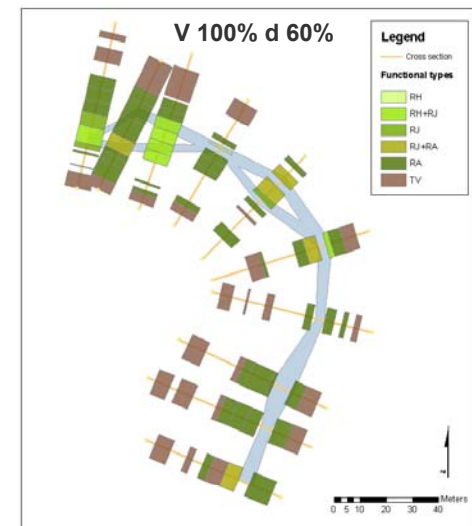 V 100% d 60%
Legend
Cross section
Functional types
RH
RH+RJ
RJ
RJ+RA
RA
TV
Meters
0 5 10 20 30 40